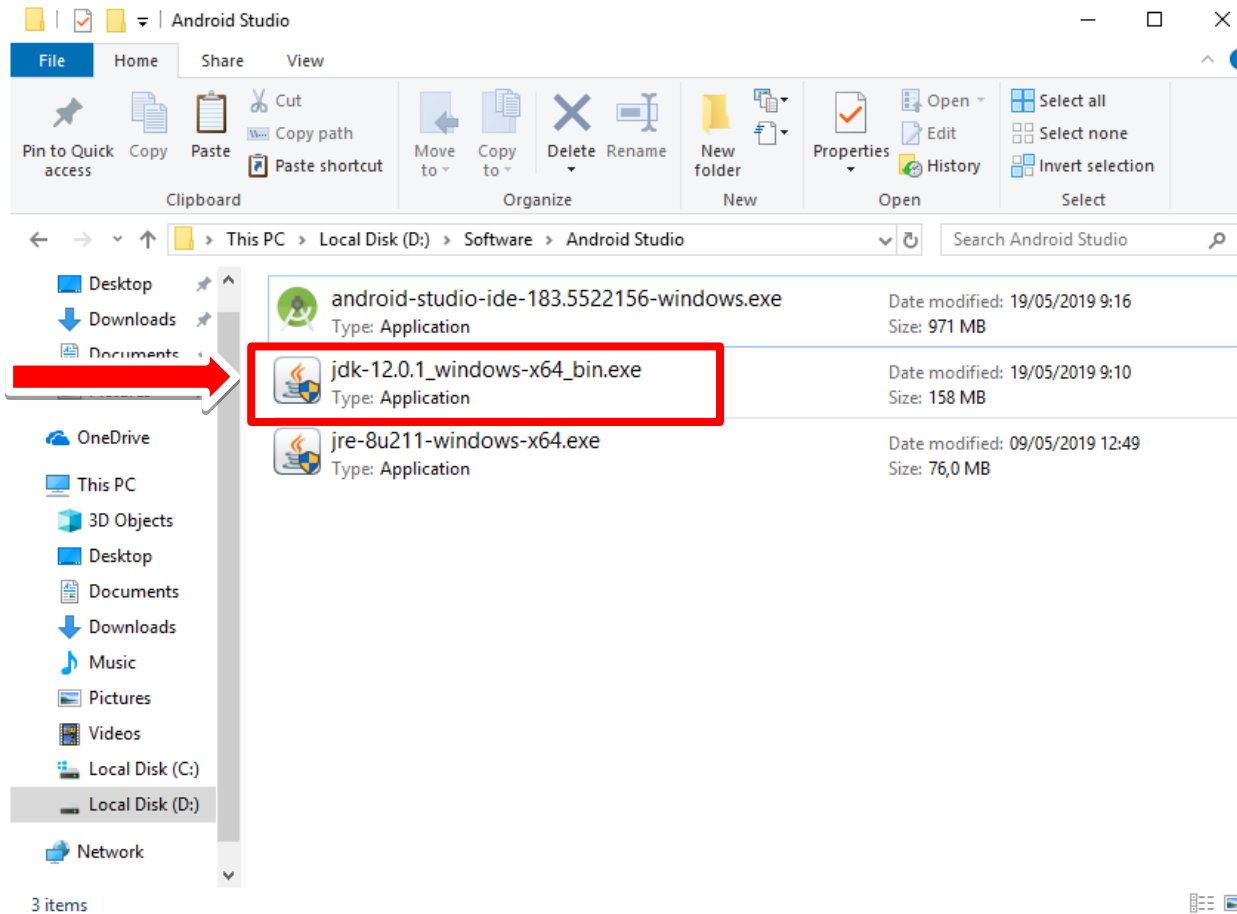 Android Studio
File Home Share View
Pin to Quick access
Copy
Paste
Cut
Copy path
Paste shortcut
Clipboard
Move to
Copy to
Delete
Rename
Organize
New folder
New
Properties
Open
Edit
History
Open
Select all
Select none
Invert selection
Select
This PC > Local Disk (D:) > Software > Android Studio
Search Android Studio
Desktop
Downloads
Documents
OneDrive
This PC
3D Objects
Desktop
Documents
Downloads
Music
Pictures
Videos
Local Disk (C:)
Local Disk (D:)
Network
android-studio-ide-183.5522156-windows.exe
Type: Application
Date modified: 19/05/2019 9:16
Size: 971 MB
jdk-12.0.1_windows-x64_bin.exe
Type: Application
Date modified: 19/05/2019 9:10
Size: 158 MB
jre-8u211-windows-x64.exe
Type: Application
Date modified: 09/05/2019 12:49
Size: 76,0 MB
3 items